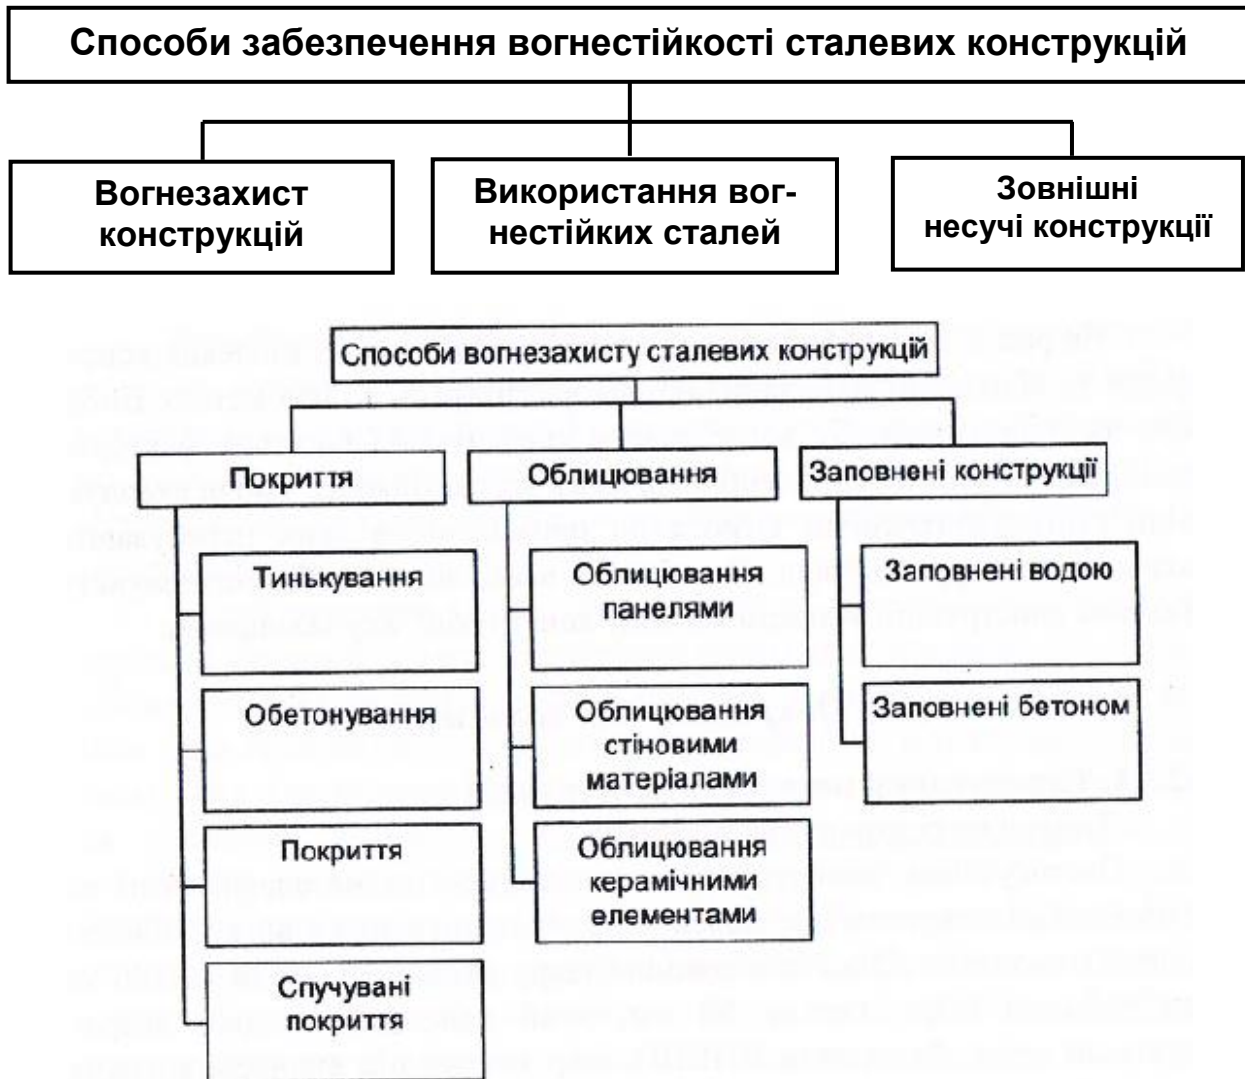 Способи забезпечення вогнестійкості сталевих конструкцій
Вогнезахист
конструкцій
Використання вог-
нестійких сталей
Зовнішні
несучі конструкції
Способи вогнезахисту сталевих конструкцій
Покриття
Облицювання
Заповнені конструкції
Тинькування
Облицювання
панелями
Заповнені водою
Обетонування
Облицювання
стіновими
матеріалами
Заповнені бетоном
Покриття
Облицювання
керамічними
елементами
Спучувані
покриття